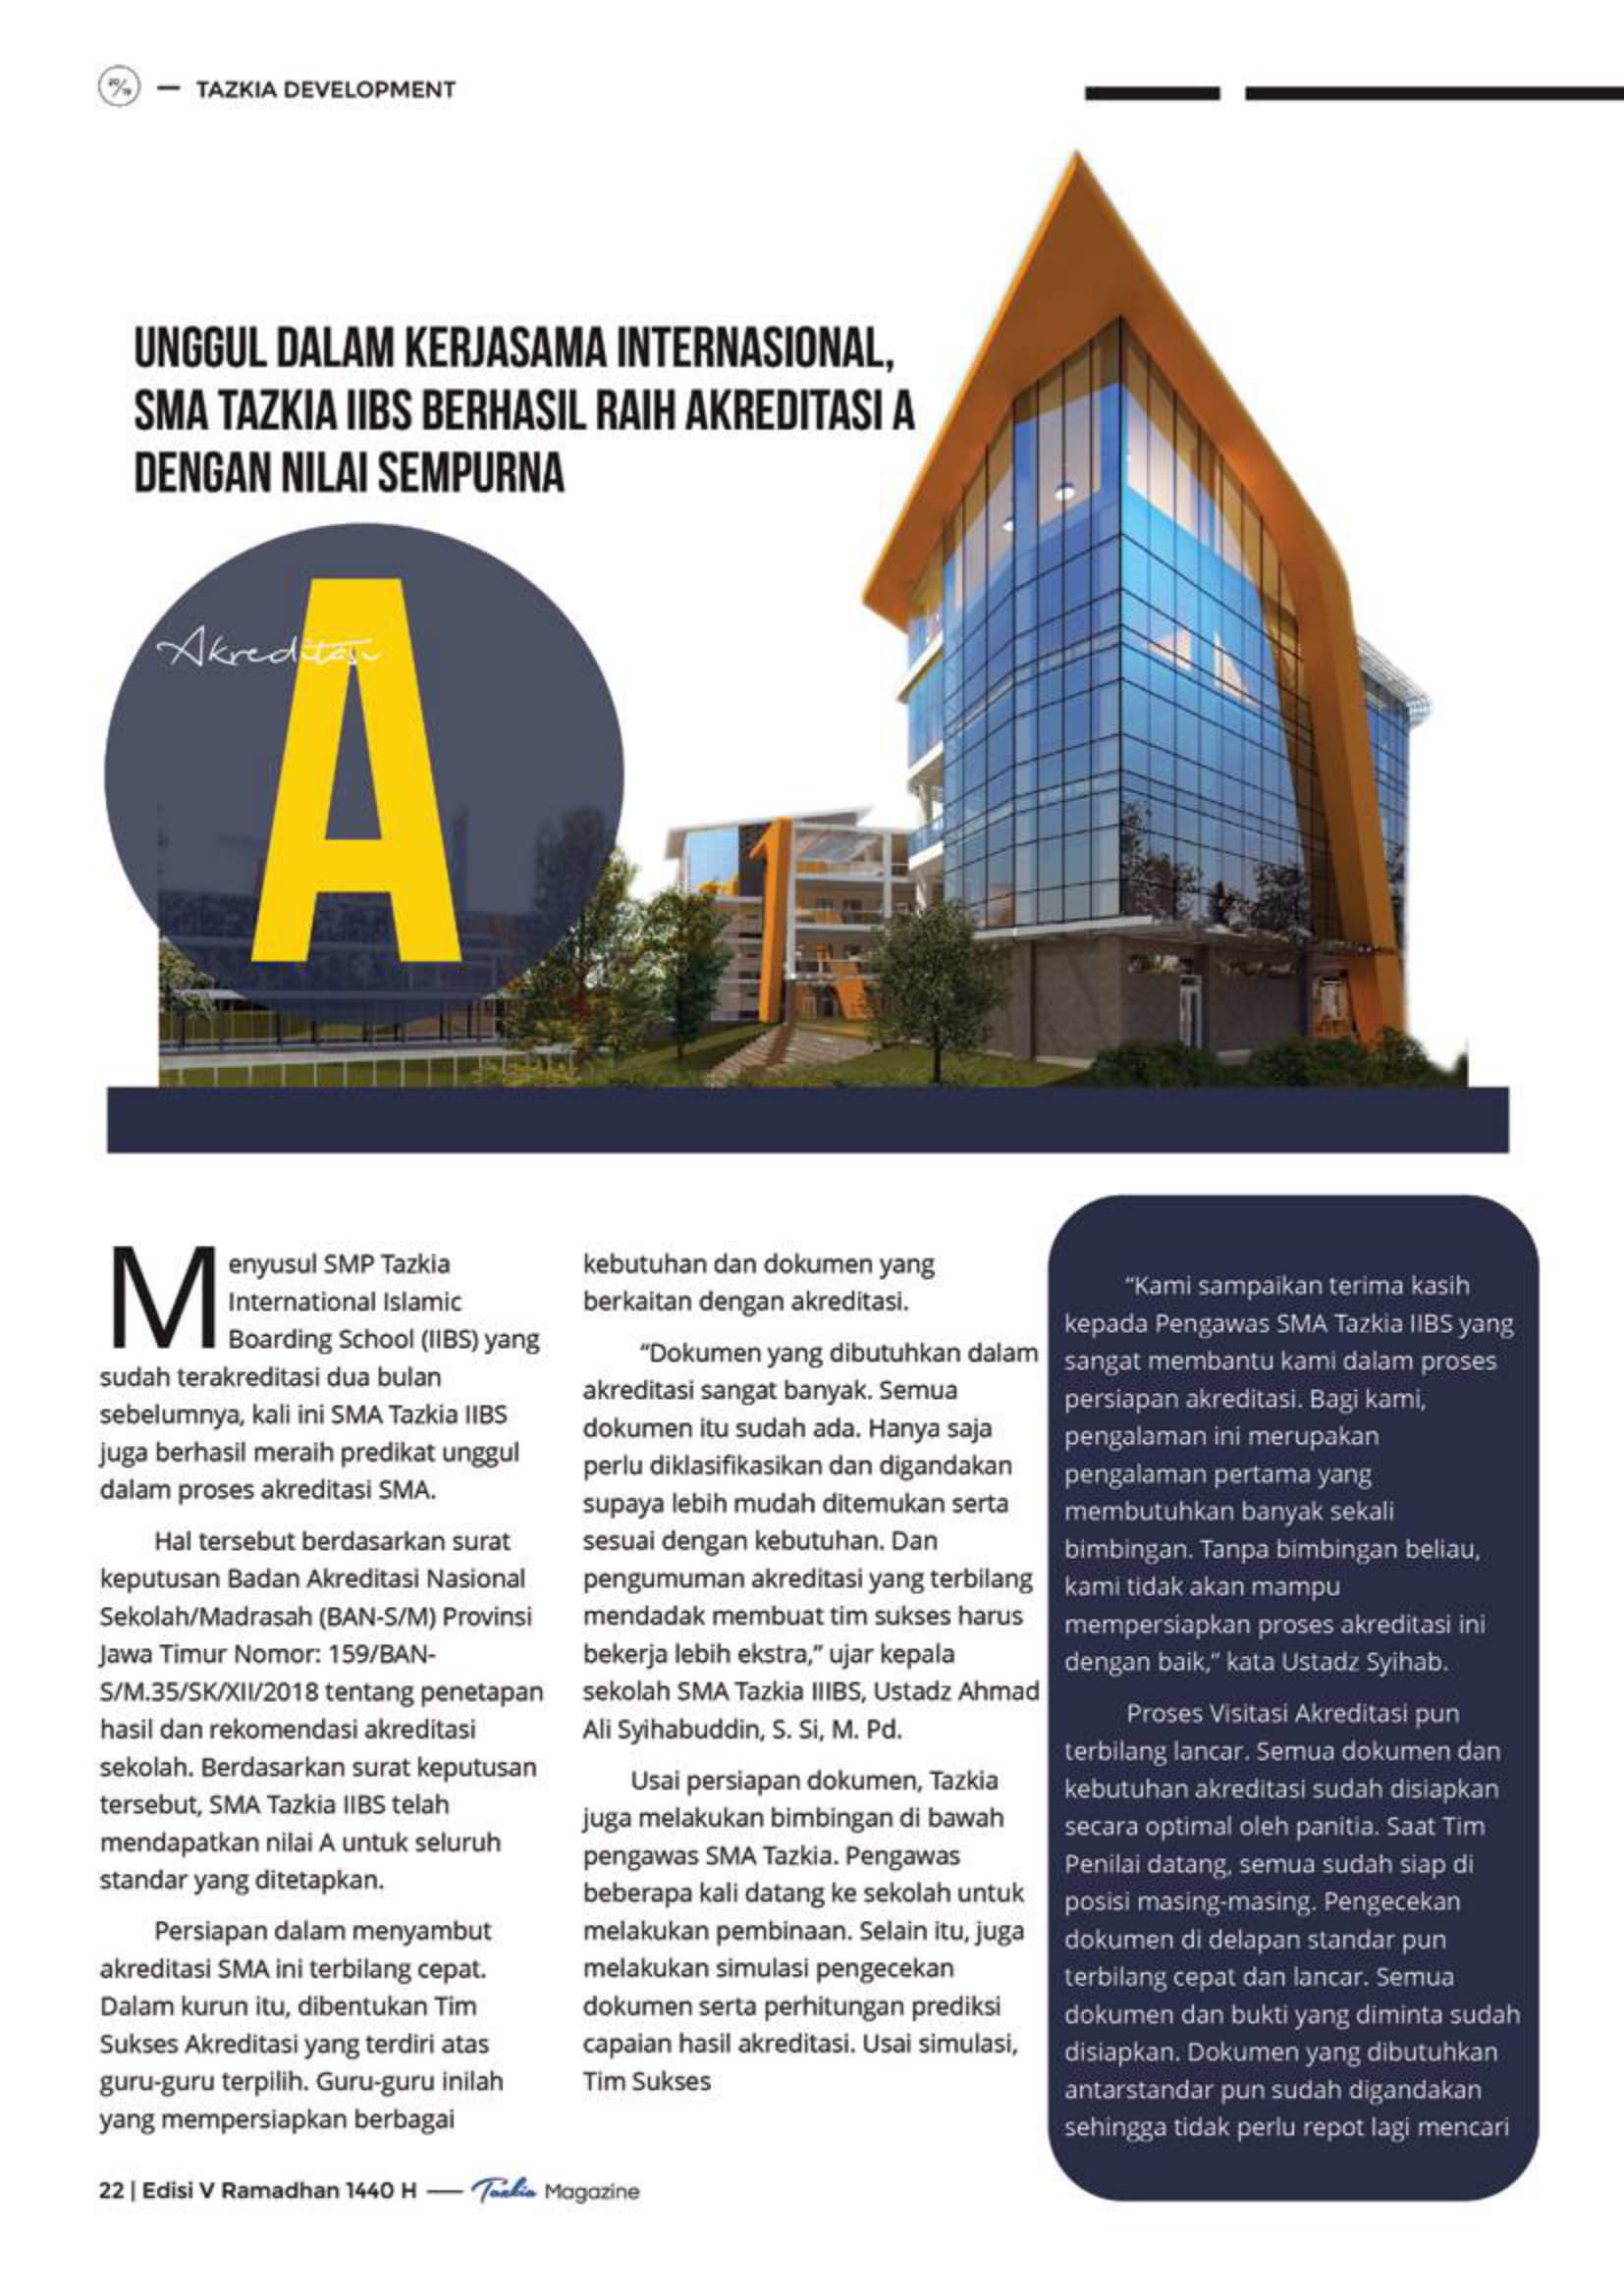 20/19 — TAZKIA DEVELOPMENT
UNGGUL DALAM KERJASAMA INTERNASIONAL,
SMA TAZKIA IIBS BERHASIL RAIH AKREDITASI A
DENGAN NILAI SEMPURNA
Akreditasi
A
Menyusul SMP Tazkia
International Islamic
Boarding School (IIBS) yang
sudah terakreditasi dua bulan
sebelumnya, kali ini SMA Tazkia IIBS
juga berhasil meraih predikat unggul
dalam proses akreditasi SMA.
Hal tersebut berdasarkan surat
keputusan Badan Akreditasi Nasional
Sekolah/Madrasah (BAN-S/M) Provinsi
Jawa Timur Nomor: 159/BAN-
S/M.35/SK/XII/2018 tentang penetapan
hasil dan rekomendasi akreditasi
sekolah. Berdasarkan surat keputusan
tersebut, SMA Tazkia IIBS telah
mendapatkan nilai A untuk seluruh
standar yang ditetapkan.
Persiapan dalam menyambut
akreditasi SMA ini terbilang cepat.
Dalam kurun itu, dibentukan Tim
Sukses Akreditasi yang terdiri atas
guru-guru terpilih. Guru-guru inilah
yang mempersiapkan berbagai
kebutuhan dan dokumen yang
berkaitan dengan akreditasi.
“Dokumen yang dibutuhkan dalam
akreditasi sangat banyak. Semua
dokumen itu sudah ada. Hanya saja
perlu diklasifikasikan dan digandakan
supaya lebih mudah ditemukan serta
sesuai dengan kebutuhan. Dan
pengumuman akreditasi yang terbilang
mendadak membuat tim sukses harus
bekerja lebih ekstra,” ujar kepala
sekolah SMA Tazkia IIIBS, Ustadz Ahmad
Ali Syihabuddin, S. Si, M. Pd.
Usai persiapan dokumen, Tazkia
juga melakukan bimbingan di bawah
pengawas SMA Tazkia. Pengawas
beberapa kali datang ke sekolah untuk
melakukan pembinaan. Selain itu, juga
melakukan simulasi pengecekan
dokumen serta perhitungan prediksi
capaian hasil akreditasi. Usai simulasi,
Tim Sukses
“Kami sampaikan terima kasih
kepada Pengawas SMA Tazkia IIBS yang
sangat membantu kami dalam proses
persiapan akreditasi. Bagi kami,
pengalaman ini merupakan
pengalaman pertama yang
membutuhkan banyak sekali
bimbingan. Tanpa bimbingan beliau,
kami tidak akan mampu
mempersiapkan proses akreditasi ini
dengan baik,” kata Ustadz Syihab.
Proses Visitasi Akreditasi pun
terbilang lancar. Semua dokumen dan
kebutuhan akreditasi sudah disiapkan
secara optimal oleh panitia. Saat Tim
Penilai datang, semua sudah siap di
posisi masing-masing. Pengecekan
dokumen di delapan standar pun
terbilang cepat dan lancar. Semua
dokumen dan bukti yang diminta sudah
disiapkan. Dokumen yang dibutuhkan
antarstandar pun sudah digandakan
sehingga tidak perlu repot lagi mencari
22 | Edisi V Ramadhan 1440 H — Tazkia Magazine